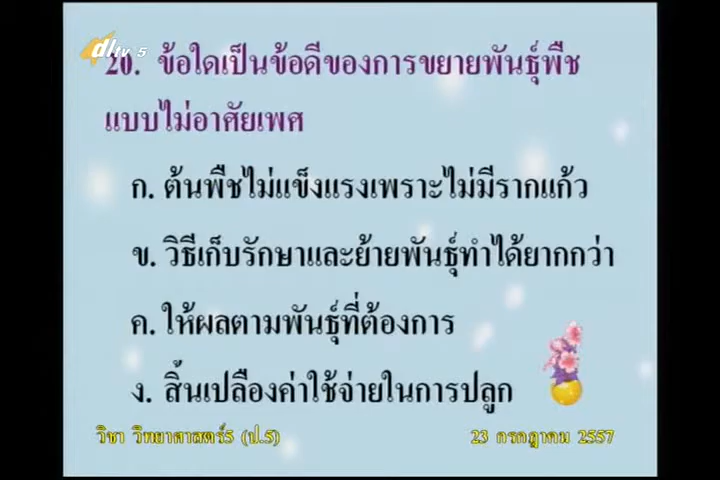 dltv 5
20. ข้อใดเป็นข้อดีของการขยายพันธุ์พืช
แบบไม่อาศัยเพศ
ก. ต้นพืชไม่แข็งแรงเพราะไม่มีรากแก้ว
ข. วิธีเก็บรักษาและย้ายพันธุ์ทำได้ยากกว่า
ค. ให้ผลตามพันธุ์ที่ต้องการ
ง. สิ้นเปลืองค่าใช้จ่ายในการปลูก
วิชา วิทยาศาสตร์5 (ป.5) 23 กรกฎาคม 2557